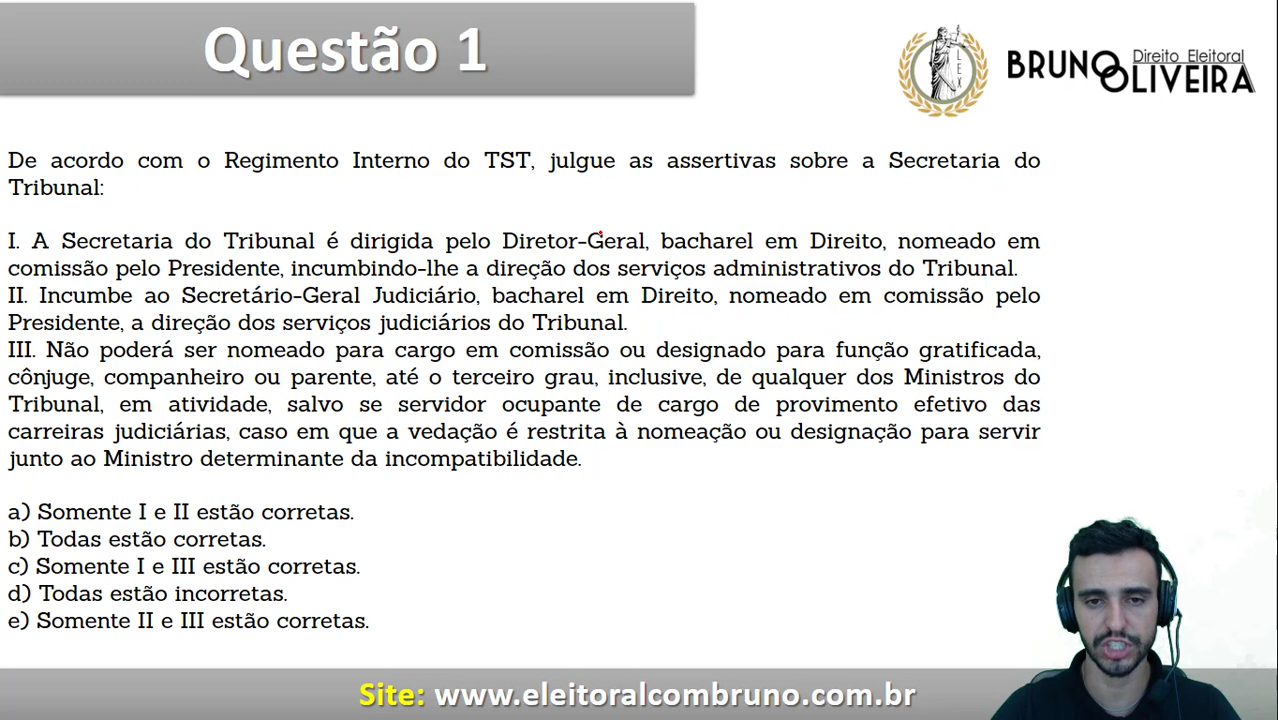 Questão 1
LEX
BRUNO OLIVEIRA
Direito Eleitoral
De acordo com o Regimento Interno do TST, julgue as assertivas sobre a Secretaria do
Tribunal:
I. A Secretaria do Tribunal é dirigida pelo Diretor-Geral, bacharel em Direito, nomeado em
comissão pelo Presidente, incumbindo-lhe a direção dos serviços administrativos do Tribunal.
II. Incumbe ao Secretário-Geral Judiciário, bacharel em Direito, nomeado em comissão pelo
Presidente, a direção dos serviços judiciários do Tribunal.
III. Não poderá ser nomeado para cargo em comissão ou designado para função gratificada,
cônjuge, companheiro ou parente, até o terceiro grau, inclusive, de qualquer dos Ministros do
Tribunal, em atividade, salvo se servidor ocupante de cargo de provimento efetivo das
carreiras judiciárias, caso em que a vedação é restrita à nomeação ou designação para servir
junto ao Ministro determinante da incompatibilidade.
a) Somente I e II estão corretas.
b) Todas estão corretas.
c) Somente I e III estão corretas.
d) Todas estão incorretas.
e) Somente II e III estão corretas.
Site: www.eleitoralcombruno.com.br